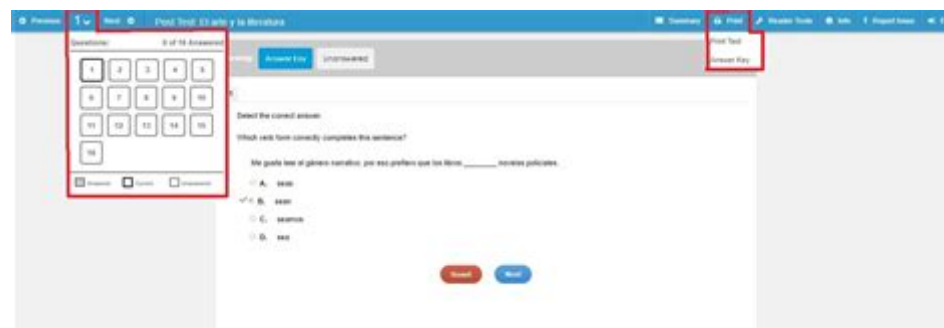 Previous 1 Next Post Test: El arte y la literatura Summary Print Reader Tools Info Report Issue
Questions: 0 of 16 Answered
1 2 3 4 5
6 7 8 9 10
11 12 13 14 15
16
Answered Current Unanswered
Print Test
Answer Key
Answer Key Unanswered
Select the correct answer.
Which verb form correctly completes this sentence?
Me gusta leer el género narrativo, por eso prefiero que los libros ________ novelas policiales.
A. seas
B. sean
C. seamos
D. sea
Reset Next